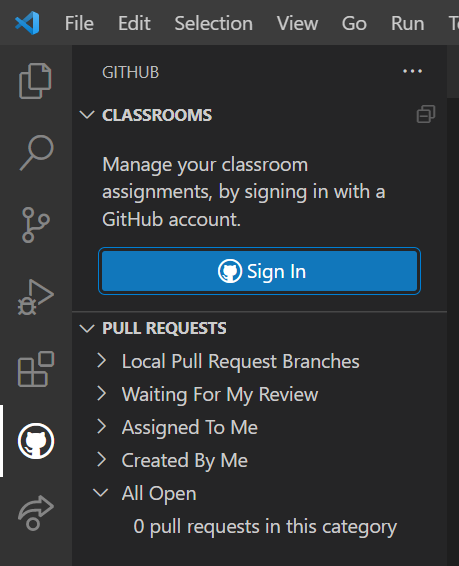 File Edit Selection View Go Run
GITHUB
CLASSROOMS
Manage your classroom
assignments, by signing in with a
GitHub account.
Sign In
PULL REQUESTS
Local Pull Request Branches
Waiting For My Review
Assigned To Me
Created By Me
All Open
0 pull requests in this category